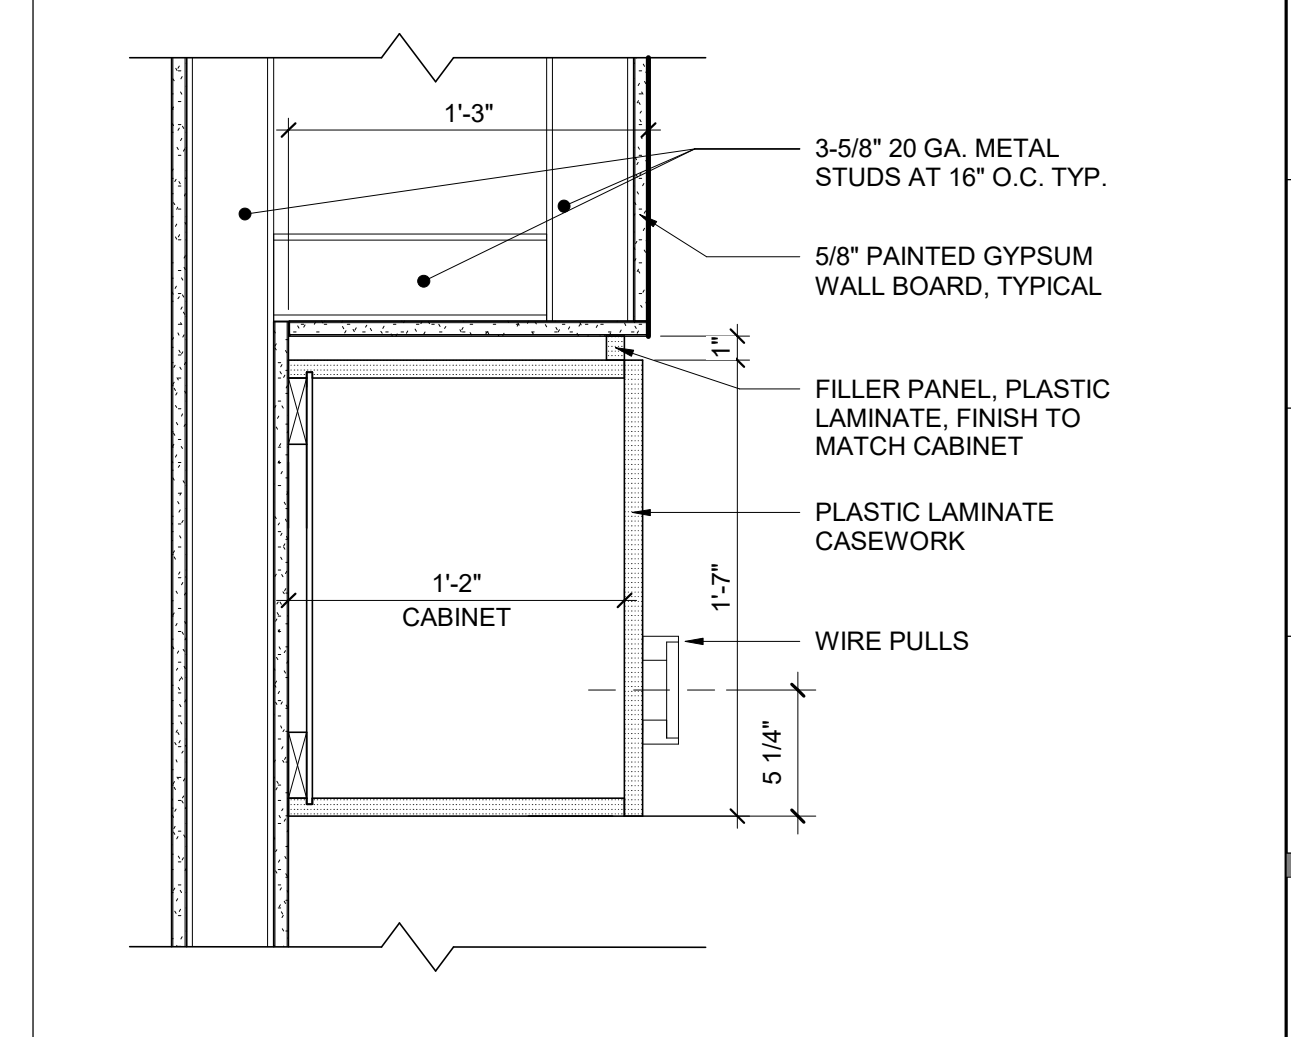 1'-3"
3-5/8" 20 GA. METAL
STUDS AT 16" O.C. TYP.
5/8" PAINTED GYPSUM
WALL BOARD, TYPICAL
1"
FILLER PANEL, PLASTIC
LAMINATE, FINISH TO
MATCH CABINET
PLASTIC LAMINATE
CASEWORK
1'-2"
CABINET
1'-7"
WIRE PULLS
5 1/4"